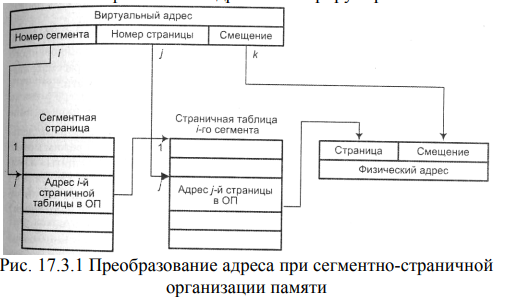 Виртуальный адрес
Номер сегмента Номер страницы Смещение
i j k
Сегментная
страница
Страничная таблица
i-го сегмента
1
1
Страница Смещение
Физический адрес
i
Адрес i-й
страничной
таблицы в ОП
j
Адрес j-й страницы
в ОП
Рис. 17.3.1 Преобразование адреса при сегментно-страничной
организации памяти